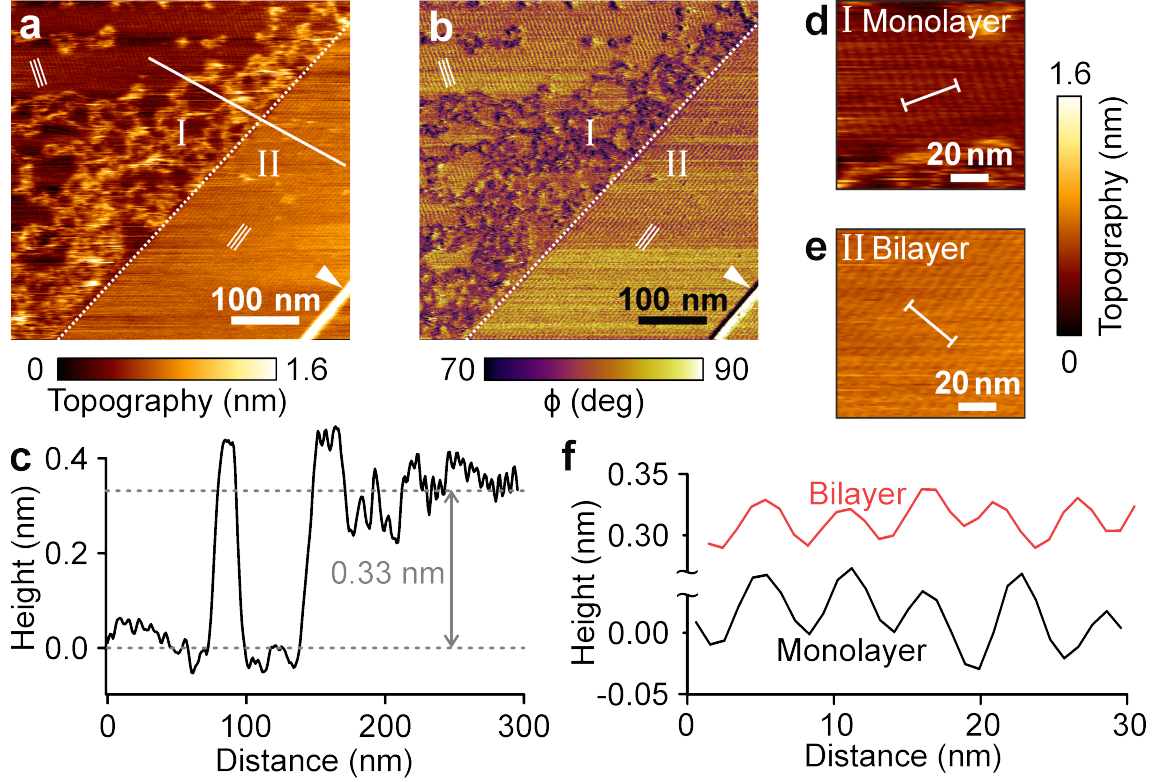 a
I
II
100 nm
0 1.6
Topography (nm)
b
I
II
100 nm
70 90
ϕ (deg)
d
I Monolayer
20 nm
e
II Bilayer
20 nm
1.6
Topography (nm)
0
c
0.4
0.2
0.0
Height (nm)
0.33 nm
0 100 200 300
Distance (nm)
f
0.35
0.30
0.00
-0.05
Height (nm)
Bilayer
Monolayer
0 10 20 30
Distance (nm)